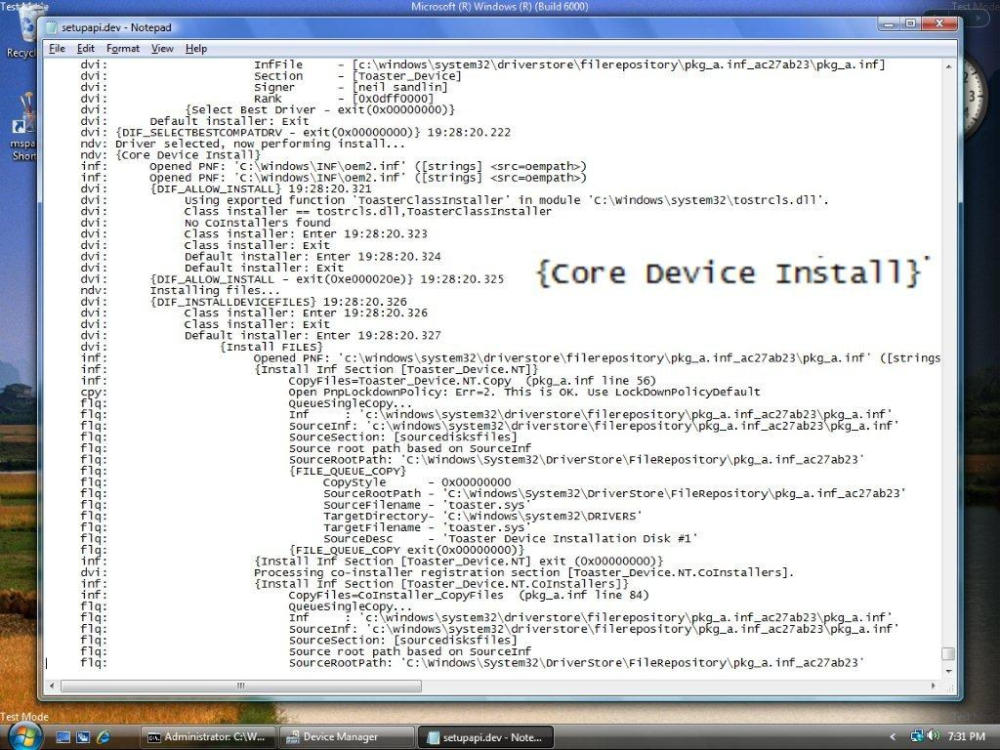 Test Mode
Microsoft (R) Windows (R) (Build 6000)
Test Mode
setupapi.dev - Notepad
File Edit Format View Help
dvi: InfFile - [c:\windows\system32\driverstore\filerepository\pkg_a.inf_ac27ab23\pkg_a.inf]
dvi: Section - [Toaster_Device]
dvi: Signer - [neil sandlin]
dvi: Rank - [0x0dff0000]
dvi: {Select Best Driver - exit(0x00000000)}
dvi: Default installer: Exit
dvi: {DIF_SELECTBESTCOMPATDRV - exit(0x00000000)} 19:28:20.222
ndv: Driver selected, now performing install...
ndv: {Core Device Install}
inf: Opened PNF: 'C:\Windows\INF\oem2.inf' ([strings] <src=oempath>)
inf: Opened PNF: 'C:\Windows\INF\oem2.inf' ([strings] <src=oempath>)
dvi: {DIF_ALLOW_INSTALL} 19:28:20.321
dvi: Using exported function 'ToasterClassInstaller' in module 'C:\Windows\system32\tostrcls.dll'.
dvi: Class installer == tostrcls.dll,ToasterClassInstaller
dvi: No CoInstallers found
dvi: Class installer: Enter 19:28:20.323
dvi: Class installer: Exit
dvi: Default installer: Enter 19:28:20.324
dvi: Default installer: Exit
dvi: {DIF_ALLOW_INSTALL - exit(0xe000020e)} 19:28:20.325
{Core Device Install}
ndv: Installing files...
dvi: {DIF_INSTALLDEVICEFILES} 19:28:20.326
dvi: Class installer: Enter 19:28:20.326
dvi: Class installer: Exit
dvi: Default installer: Enter 19:28:20.327
dvi: {Install FILES}
inf: Opened PNF: 'c:\windows\system32\driverstore\filerepository\pkg_a.inf_ac27ab23\pkg_a.inf' ([strings
inf: {Install Inf Section [Toaster_Device.NT]}
inf: CopyFiles=Toaster_Device.NT.Copy (pkg_a.inf line 56)
cpy: Open PnpLockdownPolicy: Err=2. This is OK. Use LockDownPolicyDefault
flq: QueueSingleCopy...
flq: Inf : 'c:\windows\system32\driverstore\filerepository\pkg_a.inf_ac27ab23\pkg_a.inf'
flq: SourceInf: 'c:\windows\system32\driverstore\filerepository\pkg_a.inf_ac27ab23\pkg_a.inf'
flq: SourceSection: [sourcedisksfiles]
flq: Source root path based on SourceInf
flq: SourceRootPath: 'C:\Windows\System32\DriverStore\FileRepository\pkg_a.inf_ac27ab23'
flq: {FILE_QUEUE_COPY}
flq: CopyStyle - 0x00000000
flq: SourceRootPath - 'C:\Windows\System32\DriverStore\FileRepository\pkg_a.inf_ac27ab23'
flq: SourceFilename - 'toaster.sys'
flq: TargetDirectory- 'C:\Windows\system32\DRIVERS'
flq: TargetFilename - 'toaster.sys'
flq: SourceDesc - 'Toaster Device Installation Disk #1'
flq: {FILE_QUEUE_COPY exit(0x00000000)}
inf: {Install Inf Section [Toaster_Device.NT] exit (0x00000000)}
dvi: Processing co-installer registration section [Toaster_Device.NT.CoInstallers].
inf: {Install Inf Section [Toaster_Device.NT.CoInstallers]}
inf: CopyFiles=CoInstaller_CopyFiles (pkg_a.inf line 84)
flq: QueueSingleCopy...
flq: Inf : 'c:\windows\system32\driverstore\filerepository\pkg_a.inf_ac27ab23\pkg_a.inf'
flq: SourceInf: 'c:\windows\system32\driverstore\filerepository\pkg_a.inf_ac27ab23\pkg_a.inf'
flq: SourceSection: [sourcedisksfiles]
flq: Source root path based on SourceInf
flq: SourceRootPath: 'C:\Windows\System32\DriverStore\FileRepository\pkg_a.inf_ac27ab23'
Recycl
mspa
Short
3
Test Mode
Administrator: C:\W...
Device Manager
setupapi.dev - Note...
7:31 PM